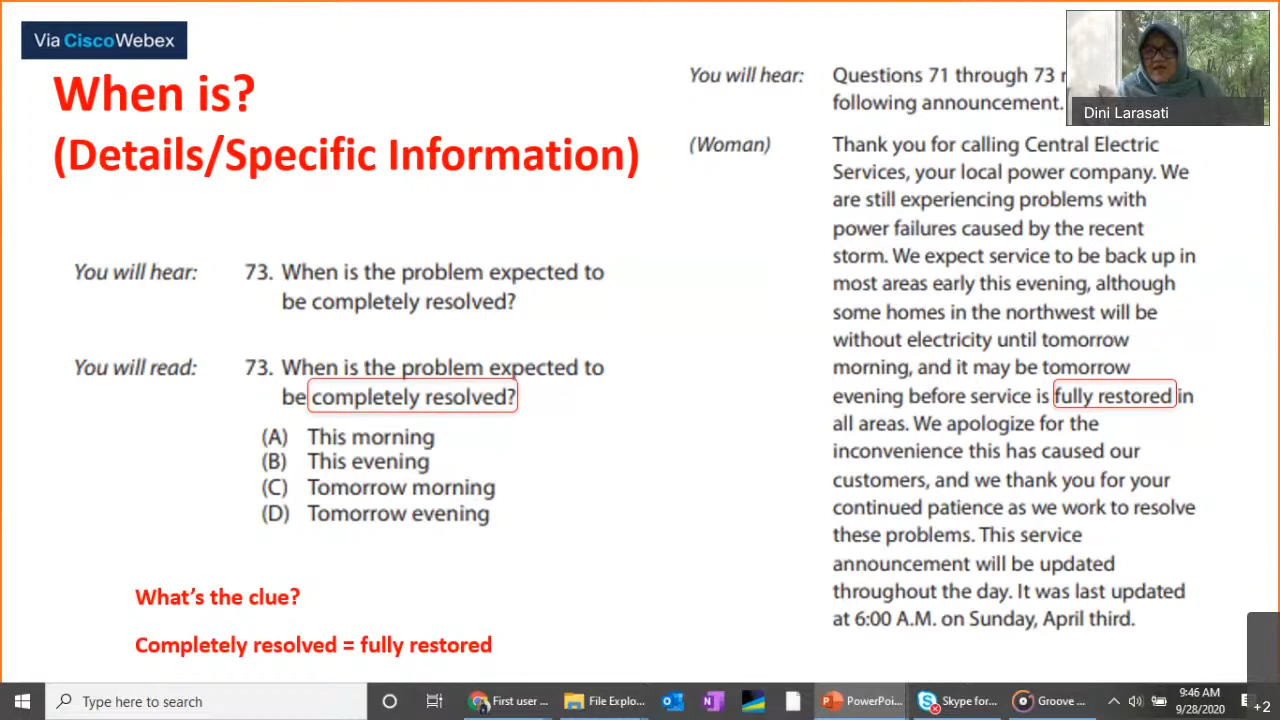 Via CiscoWebex
When is?
(Details/Specific Information)
You will hear:
73. When is the problem expected to
be completely resolved?
You will read:
73. When is the problem expected to
be completely resolved?
(A) This morning
(B) This evening
(C) Tomorrow morning
(D) Tomorrow evening
What's the clue?
Completely resolved = fully restored
You will hear:
Questions 71 through 73
following announcement.
(Woman)
Thank you for calling Central Electric
Services, your local power company. We
are still experiencing problems with
power failures caused by the recent
storm. We expect service to be back up in
most areas early this evening, although
some homes in the northwest will be
without electricity until tomorrow
morning, and it may be tomorrow
evening before service is fully restored in
all areas. We apologize for the
inconvenience this has caused our
customers, and we thank you for your
continued patience as we work to resolve
these problems. This service
announcement will be updated
throughout the day. It was last updated
at 6:00 A.M. on Sunday, April third.
Dini Larasati
Type here to search
First user ...
File Explo...
PowerPoi...
Skype for...
Groove ...
9:46 AM
9/28/2020
+2